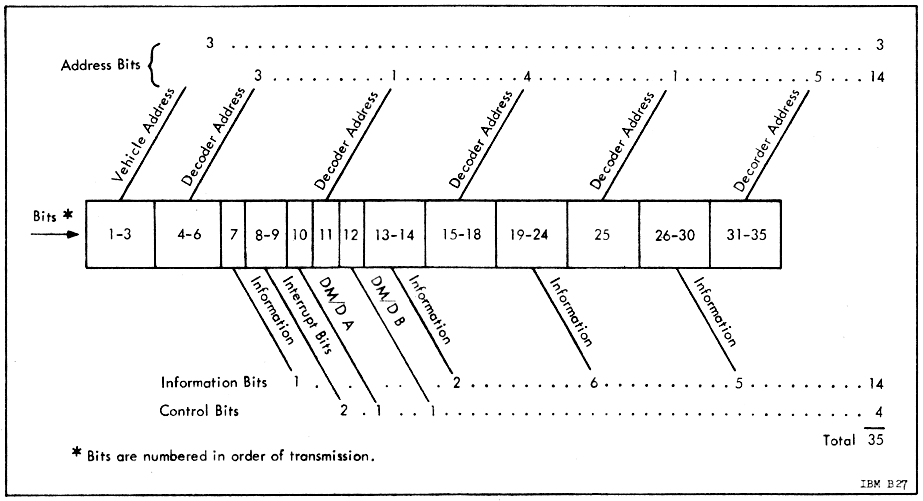 3 . . . . . . . . . . . . . . . . . . . . . . . . . . . . . . . . . . . . . . . . 3
Address Bits
3 . . . . . . . . . . 1 . . . . . . . . . . 4 . . . . . . . . . . 1 . . . . . . . . . . 5 . . . 14
Vehicle Address
Decoder Address
Decoder Address
Decoder Address
Decoder Address
Decorder Address
Bits *
1-3 4-6 7 8-9 10 11 12 13-14 15-18 19-24 25 26-30 31-35
Information
Interrupt Bits
DM/D A
DM/D B
Information
Information
Information
Information Bits 1 . . . . . . . 2 . . . . . . . . . . 6 . . . . . . . . . . 5 . . . . . . . . . 14
Control Bits 2 . 1 . . . 1 . . . . . . . . . . . . . . . . . . . . . . . . . . . . . . . . 4
Total 35
* Bits are numbered in order of transmission.
IBM B27